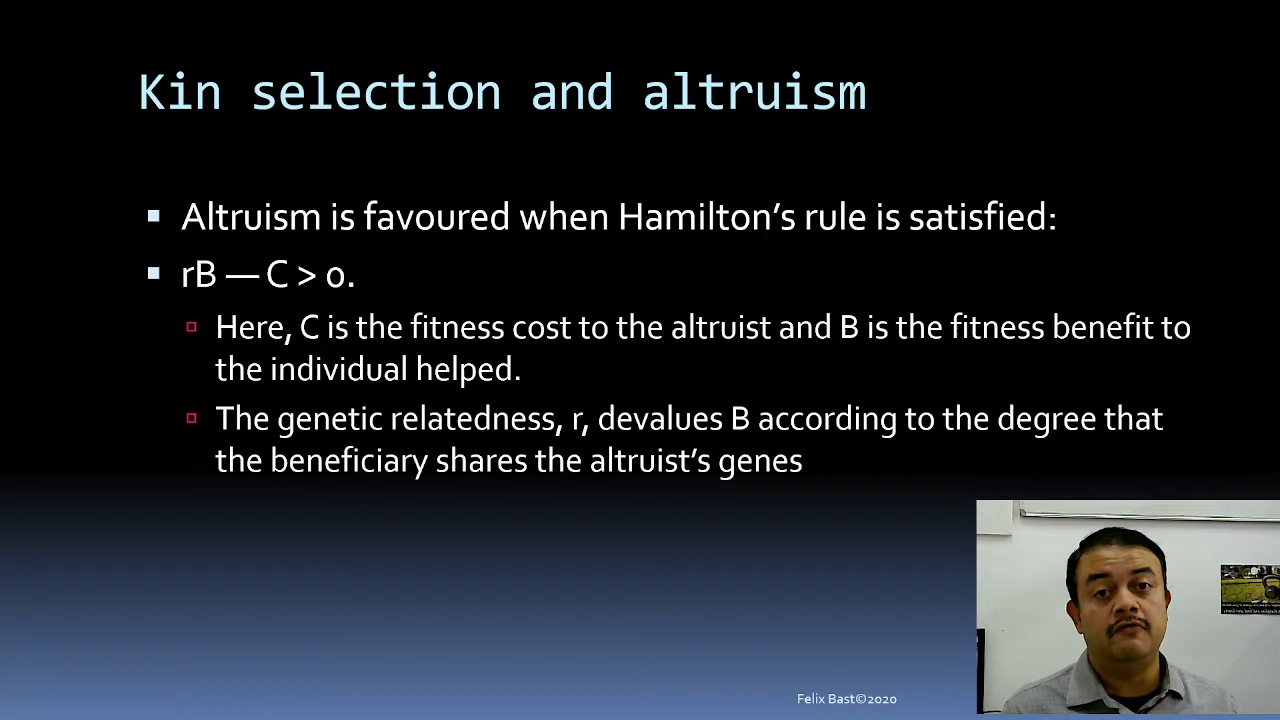 Kin selection and altruism
Altruism is favoured when Hamilton’s rule is satisfied:
rB — C > 0.
Here, C is the fitness cost to the altruist and B is the fitness benefit to
the individual helped.
The genetic relatedness, r, devalues B according to the degree that
the beneficiary shares the altruist’s genes
Felix Bast©2020